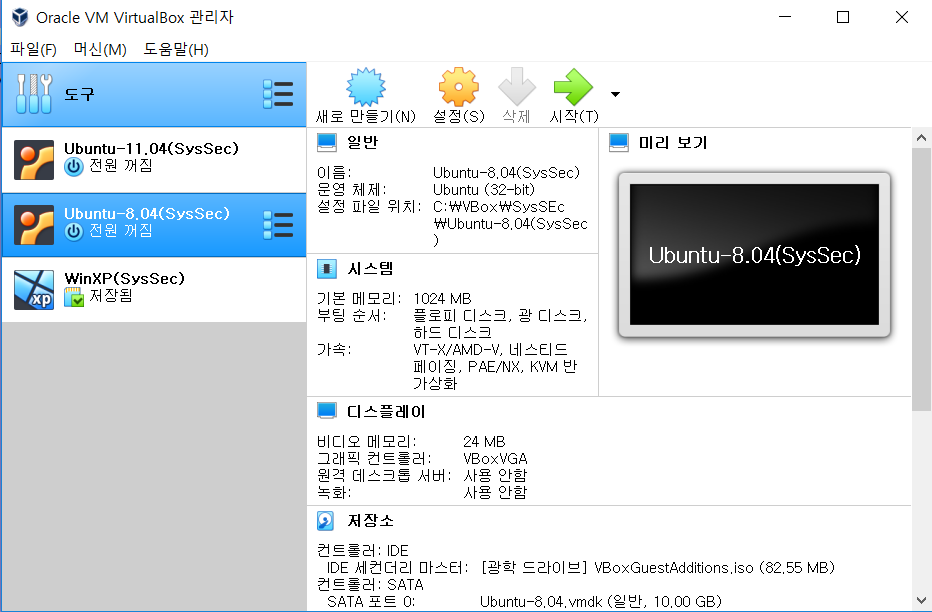 Oracle VM VirtualBox 관리자
파일(F) 머신(M) 도움말(H)
도구
새로 만들기(N) 설정(S) 삭제 시작(T)
Ubuntu-11.04(SysSec)
전원 꺼짐
Ubuntu-8.04(SysSec)
전원 꺼짐
WinXP(SysSec)
저장됨
xp
일반
이름: Ubuntu-8.04(SysSec)
운영 체제: Ubuntu (32-bit)
설정 파일 위치: C:₩VBox₩SysSEc
₩Ubuntu-8.04(SysSec
)
미리 보기
Ubuntu-8.04(SysSec)
시스템
기본 메모리: 1024 MB
부팅 순서: 플로피 디스크, 광 디스크,
하드 디스크
가속: VT-X/AMD-V, 네스티드
페이징, PAE/NX, KVM 반
가상화
디스플레이
비디오 메모리: 24 MB
그래픽 컨트롤러: VBoxVGA
원격 데스크톱 서버: 사용 안함
녹화: 사용 안함
저장소
컨트롤러: IDE
IDE 세컨더리 마스터: [광학 드라이브] VBoxGuestAdditions.iso (82.55 MB)
컨트롤러: SATA
SATA 포트 0: Ubuntu-8.04.vmdk (일반, 10.00 GB)